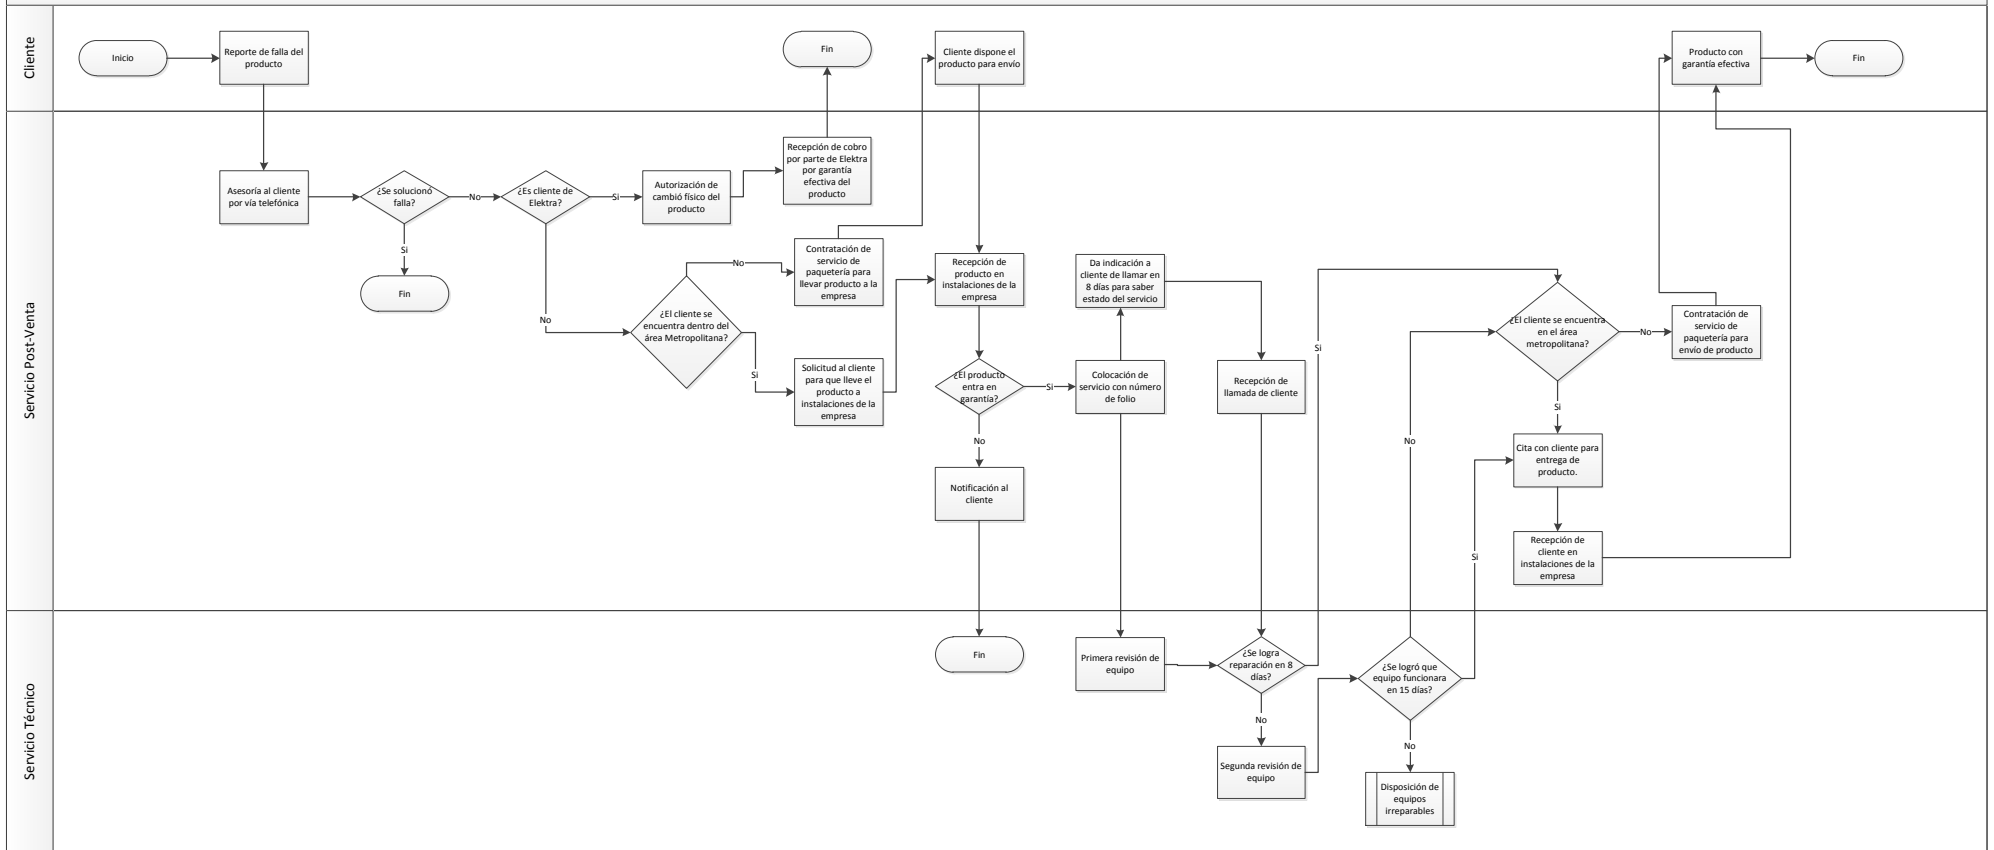 Cliente
Inicio
Reporte de falla del
producto
Fin
Cliente dispone el
producto para envío
Producto con
garantía efectiva
Fin
Servicio Post-Venta
Asesoría al cliente
por vía telefónica
¿Se solucionó
falla?
No
Si
Fin
¿Es cliente de
Elektra?
Si
No
Autorización de
cambió físico del
producto
Recepción de cobro
por parte de Elektra
por garantía
efectiva del
producto
¿El cliente se
encuentra dentro del
área Metropolitana?
No
Si
Contratación de
servicio de
paquetería para
llevar producto a la
empresa
Solicitud al cliente
para que lleve el
producto a
instalaciones de la
empresa
Recepción de
producto en
instalaciones de la
empresa
¿El producto
entra en
garantía?
Si
No
Notificación al
cliente
Da indicación a
cliente de llamar en
8 días para saber
estado del servicio
Colocación de
servicio con número
de folio
Recepción de
llamada de cliente
Si
No
¿El cliente se encuentra
en el área
metropolitana?
No
Si
Contratación de
servicio de
paquetería para
envío de producto
Cita con cliente para
entrega de
producto.
Si
Recepción de
cliente en
instalaciones de la
empresa
Servicio Técnico
Fin
Primera revisión de
equipo
¿Se logra
reparación en 8
días?
No
Segunda revisión de
equipo
¿Se logró que
equipo funcionara
en 15 días?
No
Disposición de
equipos
irreparables